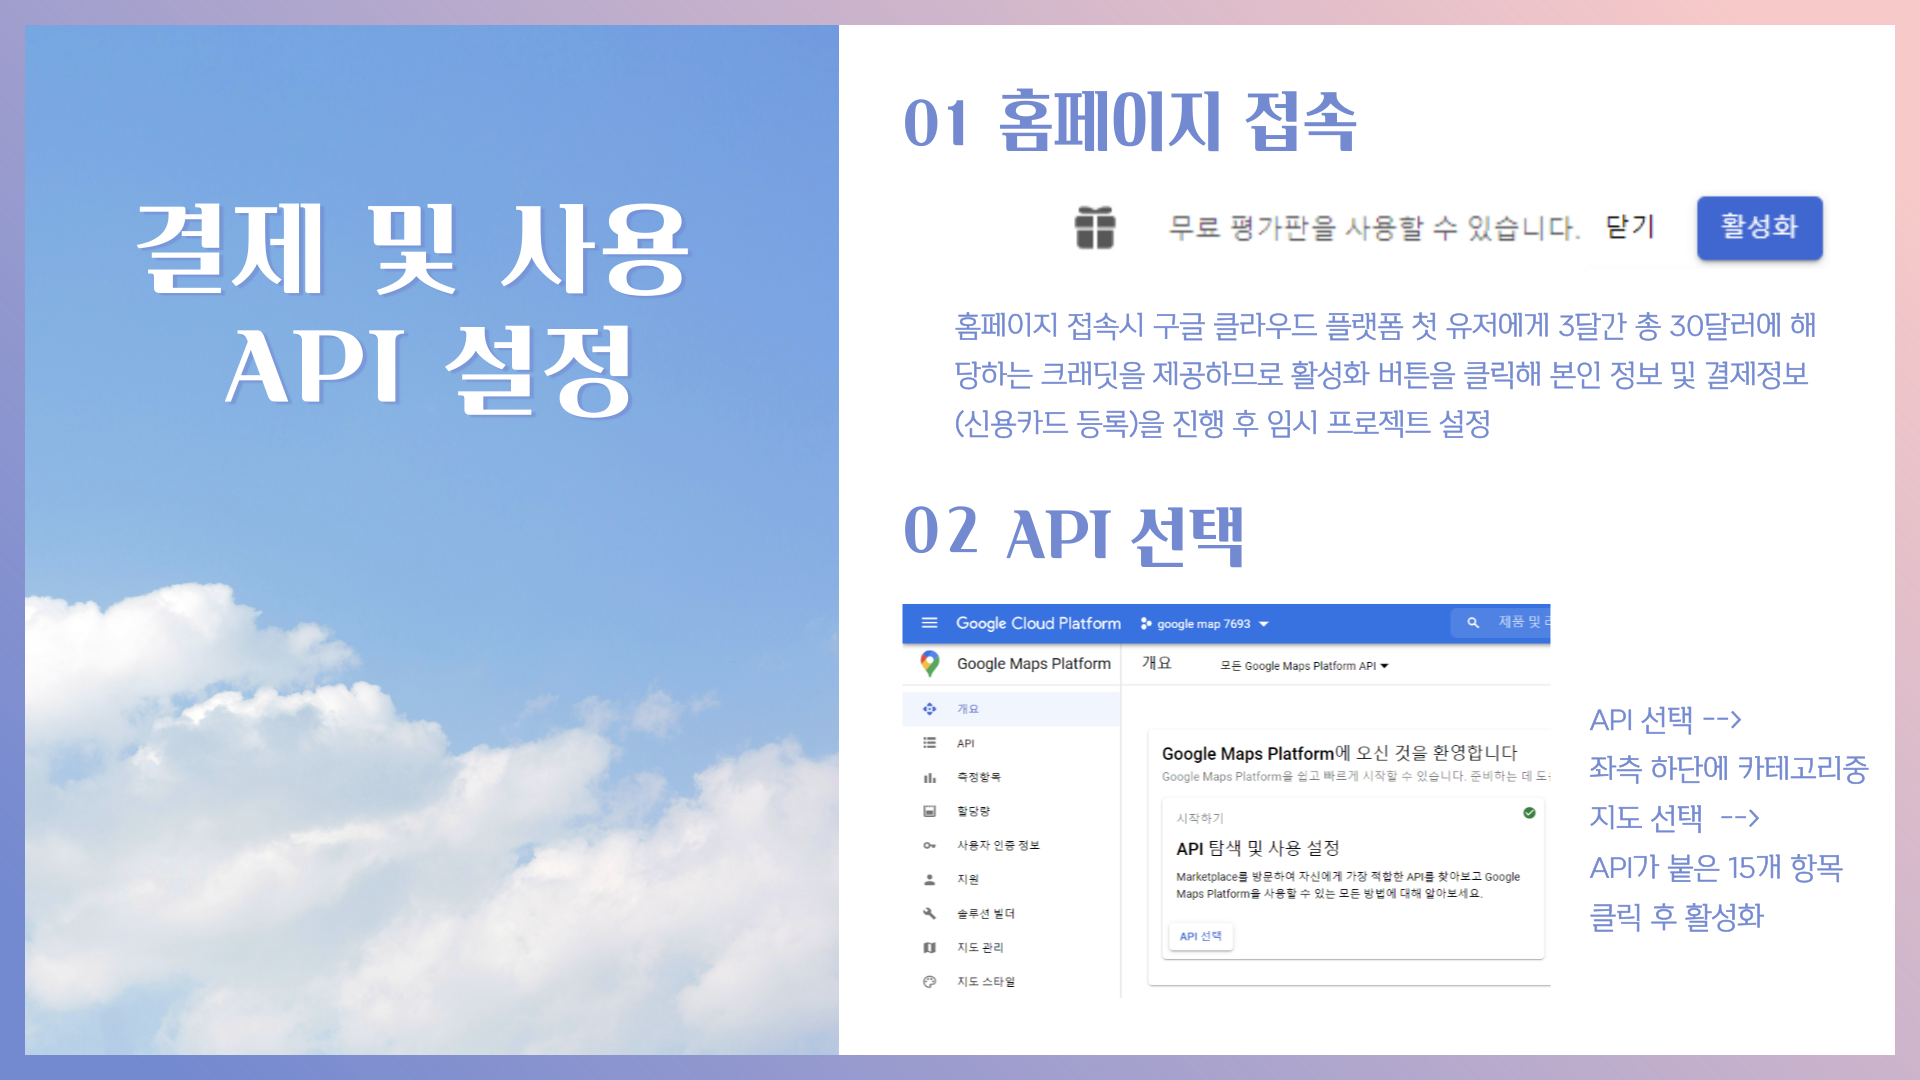 결제 및 사용
API 설정
01 홈페이지 접속
무료 평가판을 사용할 수 있습니다. 닫기 활성화
홈페이지 접속시 구글 클라우드 플랫폼 첫 유저에게 3달간 총 30달러에 해
당하는 크래딧을 제공하므로 활성화 버튼을 클릭해 본인 정보 및 결제정보
(신용카드 등록)을 진행 후 임시 프로젝트 설정
02 API 선택
Google Cloud Platform google map 7693 제품 및
Google Maps Platform 개요 모든 Google Maps Platform API
개요
API
측정항목
할당량
사용자 인증 정보
지원
솔루션 빌더
지도 관리
지도 스타일
Google Maps Platform에 오신 것을 환영합니다
Google Maps Platform을 쉽고 빠르게 시작할 수 있습니다. 준비하는 데
시작하기
API 탐색 및 사용 설정
Marketplace를 방문하여 자신에게 가장 적합한 API를 찾아보고 Google
Maps Platform을 사용할 수 있는 모든 방법에 대해 알아보세요.
API 선택
API 선택 -->
좌측 하단에 카테고리중
지도 선택 -->
API가 붙은 15개 항목
클릭 후 활성화